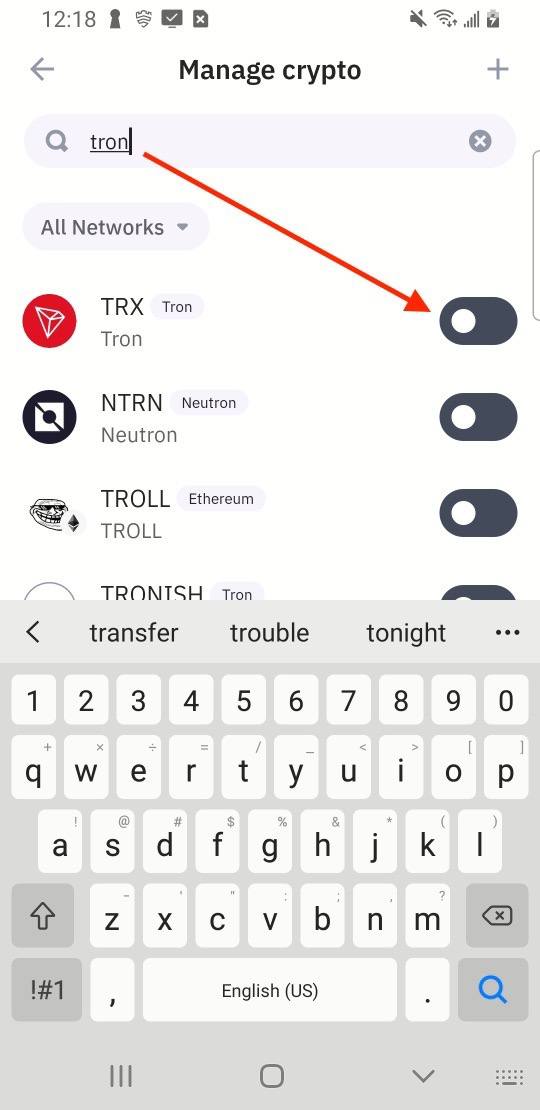 12:18
Manage crypto
tron
All Networks
TRX Tron
Tron
NTRN Neutron
Neutron
TROLL Ethereum
TROLL
TRONISH Tron
transfer trouble tonight
1 2 3 4 5 6 7 8 9 0
+ × ÷ = / _ < > [ ]
q w e r t y u i o p
! @ # $ % & * ( )
a s d f g h j k l
- ' " : ; , ?
z x c v b n m
!#1 , English (US) .